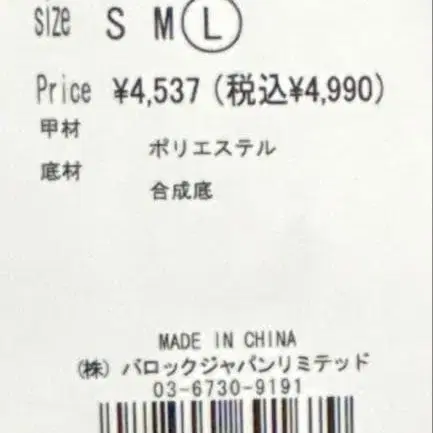 size S M L
Price ¥4,537 (税込¥4,990)
甲材
ポリエステル
底材
合成底
MADE IN CHINA
(株) バロックジャパンリミテッド
03-6730-9191